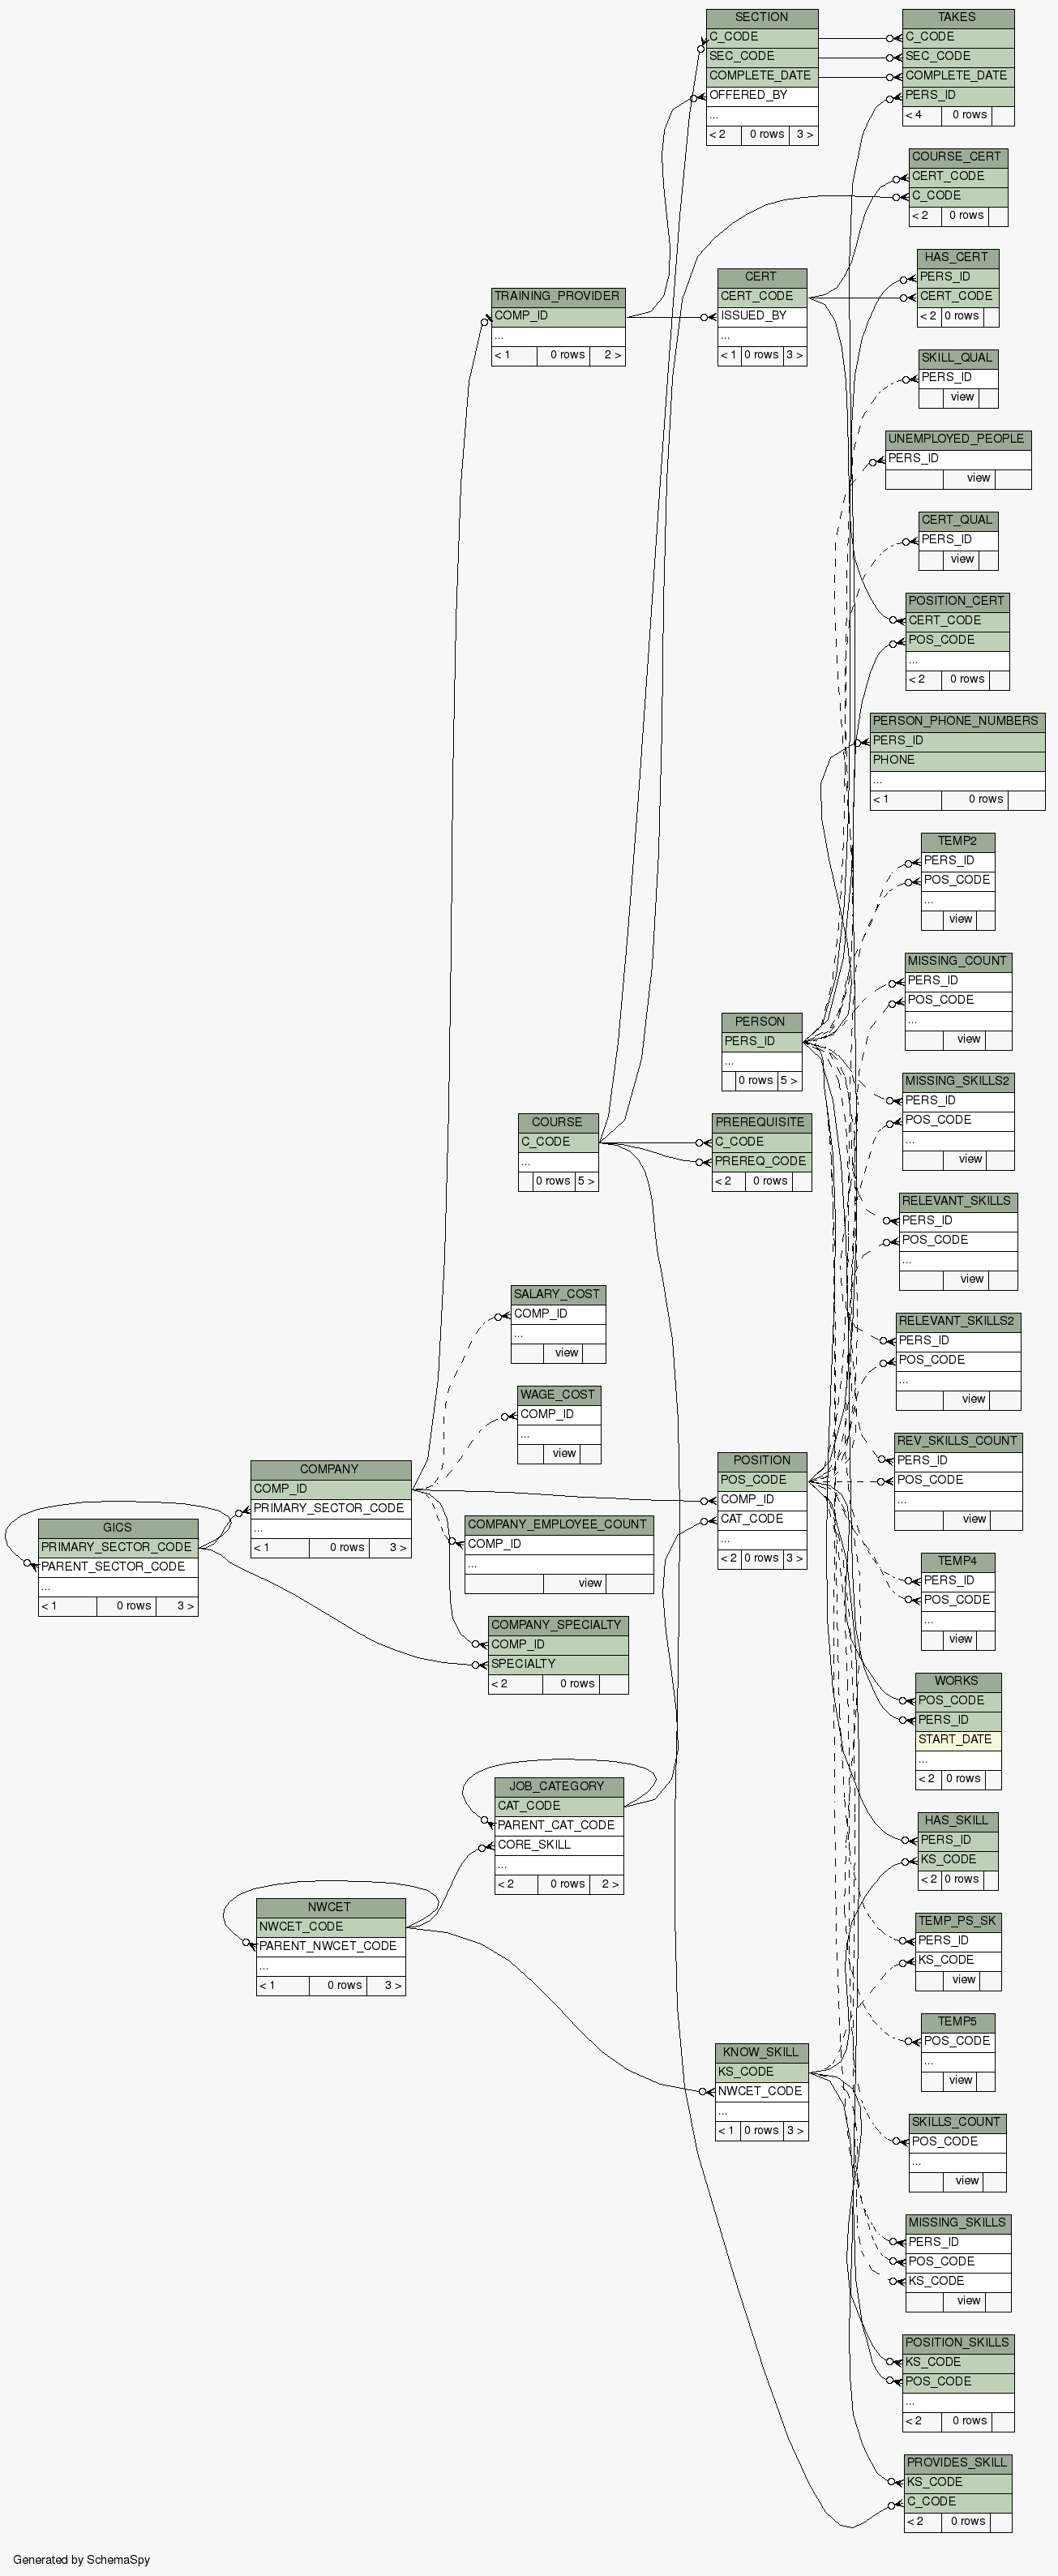 SECTION
C_CODE
SEC_CODE
COMPLETE_DATE
OFFERED_BY
...
< 2 0 rows 3 >
TAKES
C_CODE
SEC_CODE
COMPLETE_DATE
PERS_ID
< 4 0 rows
COURSE_CERT
CERT_CODE
C_CODE
< 2 0 rows
HAS_CERT
PERS_ID
CERT_CODE
< 2 0 rows
TRAINING_PROVIDER
COMP_ID
...
< 1 0 rows 2 >
CERT
CERT_CODE
ISSUED_BY
...
< 1 0 rows 3 >
SKILL_QUAL
PERS_ID
view
UNEMPLOYED_PEOPLE
PERS_ID
view
CERT_QUAL
PERS_ID
view
POSITION_CERT
CERT_CODE
POS_CODE
...
< 2 0 rows
PERSON_PHONE_NUMBERS
PERS_ID
PHONE
...
< 1 0 rows
TEMP2
PERS_ID
POS_CODE
...
view
MISSING_COUNT
PERS_ID
POS_CODE
...
view
PERSON
PERS_ID
...
0 rows 5 >
MISSING_SKILLS2
PERS_ID
POS_CODE
...
view
COURSE
C_CODE
...
0 rows 5 >
PREREQUISITE
C_CODE
PREREQ_CODE
< 2 0 rows
RELEVANT_SKILLS
PERS_ID
POS_CODE
...
view
SALARY_COST
COMP_ID
...
view
RELEVANT_SKILLS2
PERS_ID
POS_CODE
...
view
WAGE_COST
COMP_ID
...
view
REV_SKILLS_COUNT
PERS_ID
POS_CODE
...
view
COMPANY
COMP_ID
PRIMARY_SECTOR_CODE
...
< 1 0 rows 3 >
POSITION
POS_CODE
COMP_ID
CAT_CODE
...
< 2 0 rows 3 >
GICS
PRIMARY_SECTOR_CODE
PARENT_SECTOR_CODE
...
< 1 0 rows 3 >
COMPANY_EMPLOYEE_COUNT
COMP_ID
...
view
TEMP4
PERS_ID
POS_CODE
...
view
COMPANY_SPECIALTY
COMP_ID
SPECIALTY
< 2 0 rows
WORKS
POS_CODE
PERS_ID
START_DATE
...
< 2 0 rows
JOB_CATEGORY
CAT_CODE
PARENT_CAT_CODE
CORE_SKILL
...
< 2 0 rows 2 >
HAS_SKILL
PERS_ID
KS_CODE
< 2 0 rows
NWCET
NWCET_CODE
PARENT_NWCET_CODE
...
< 1 0 rows 3 >
TEMP_PS_SK
PERS_ID
KS_CODE
view
TEMP5
POS_CODE
...
view
KNOW_SKILL
KS_CODE
NWCET_CODE
...
< 1 0 rows 3 >
SKILLS_COUNT
POS_CODE
...
view
MISSING_SKILLS
PERS_ID
POS_CODE
KS_CODE
view
POSITION_SKILLS
KS_CODE
POS_CODE
...
< 2 0 rows
PROVIDES_SKILL
KS_CODE
C_CODE
< 2 0 rows
Generated by SchemaSpy